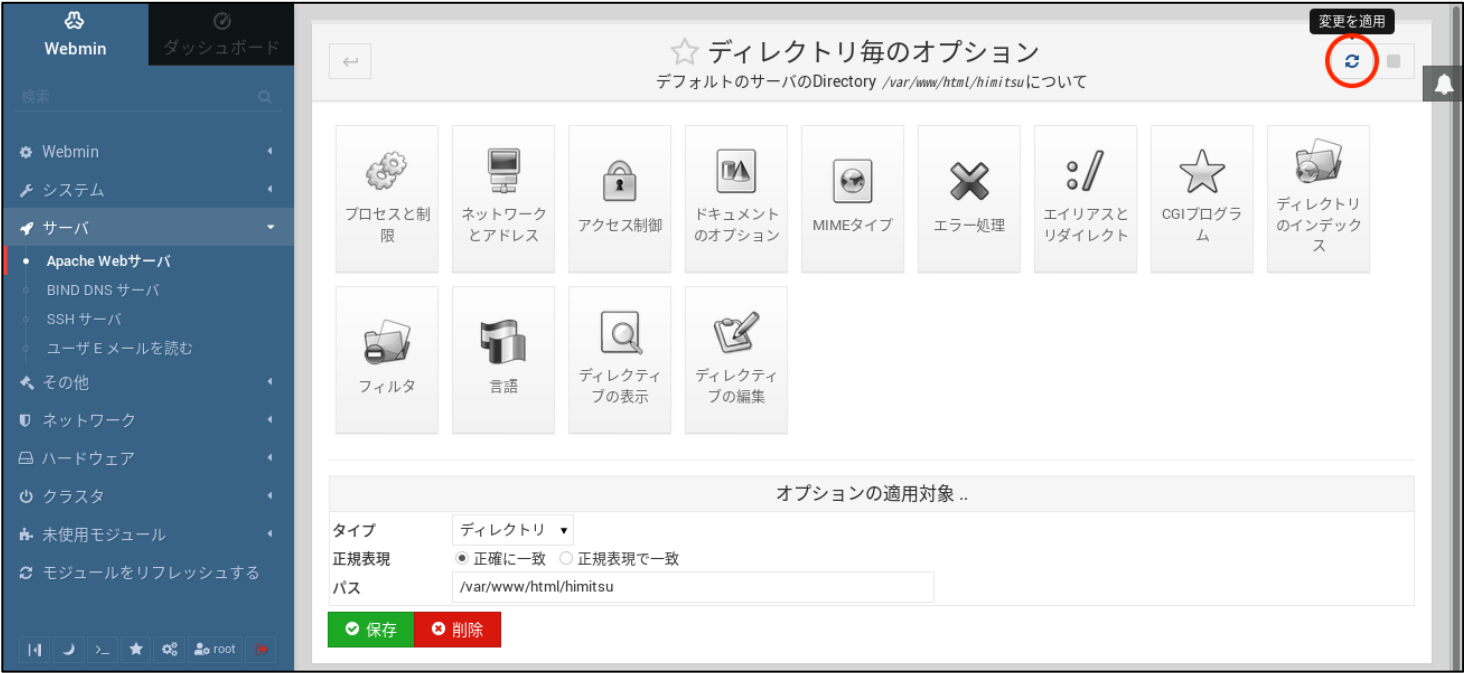 Webmin
ダッシュボード
検索
Webmin
システム
サーバ
Apache Webサーバ
BIND DNS サーバ
SSH サーバ
ユーザ E メールを読む
その他
ネットワーク
ハードウェア
クラスタ
未使用モジュール
モジュールをリフレッシュする
root
変更を適用
ディレクトリ毎のオプション
デフォルトのサーバのDirectory /var/www/html/himitsuについて
プロセスと制
限
ネットワーク
とアドレス
アクセス制御
ドキュメント
のオプション
MIMEタイプ
エラー処理
エイリアスと
リダイレクト
CGIプログラ
ム
ディレクトリ
のインデック
ス
フィルタ
言語
ディレクティ
ブの表示
ディレクティ
ブの編集
オプションの適用対象 ..
タイプ ディレクトリ
正規表現 正確に一致 正規表現で一致
パス /var/www/html/himitsu
保存 削除